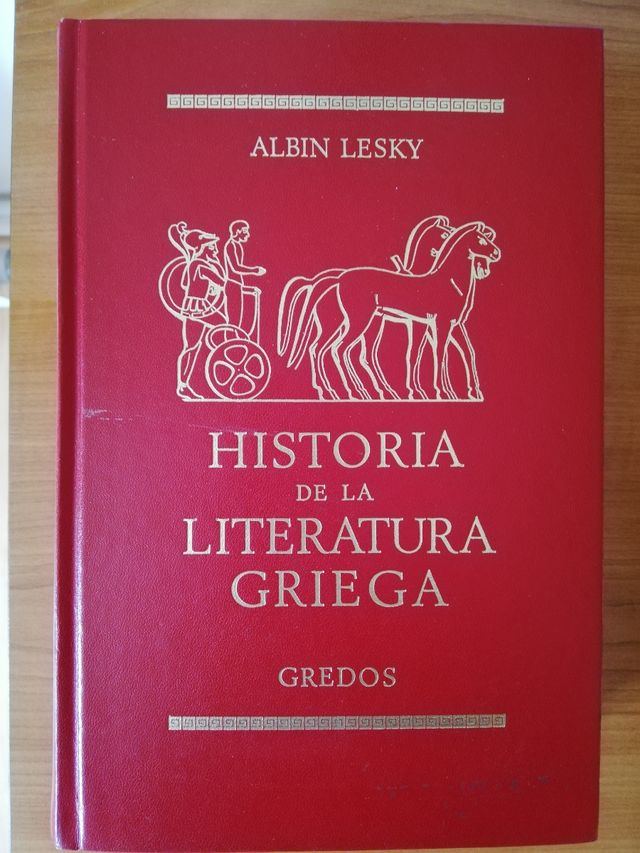 ALBIN LESKY
HISTORIA
DE LA
LITERATURA
GRIEGA
GREDOS